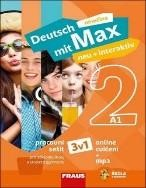 Deutsch
mit Max
neu + interaktiv
2
A1
pracovní
sešit
3v1
online
cvičení
+
mp3
FRAUS